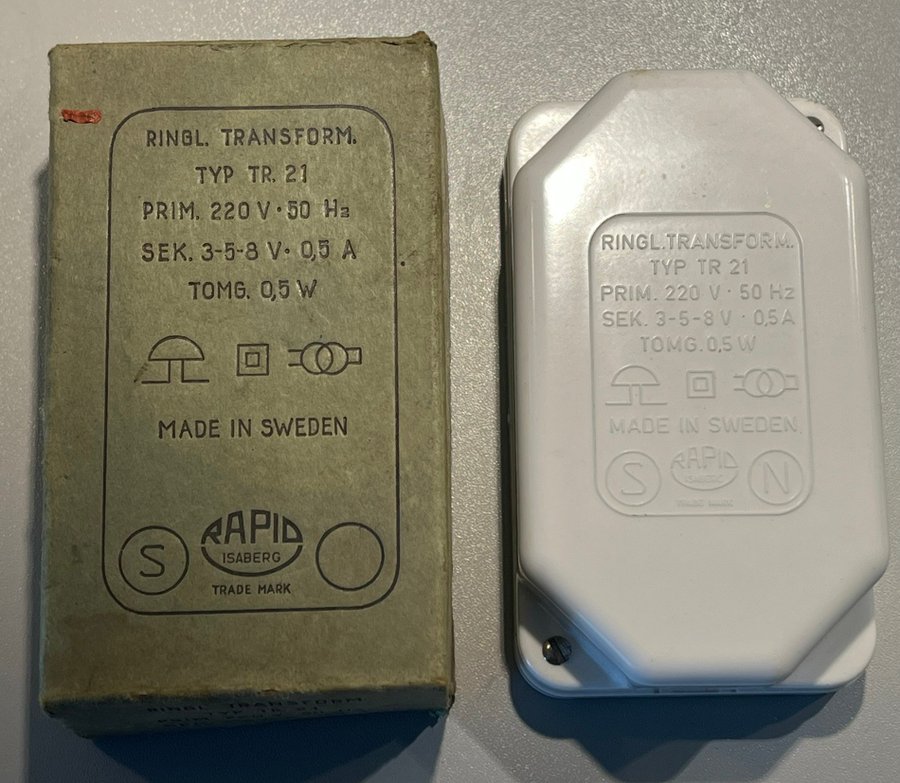 RINGL. TRANSFORM.
TYP TR. 21
PRIM. 220 V · 50 Hz
SEK. 3-5-8 V · 0,5 A
TOMG. 0,5 W
MADE IN SWEDEN
S
RAPID
ISABERG
TRADE MARK
RINGL. TRANSFORM.
RINGL. TRANSFORM.
TYP TR 21
PRIM. 220 V · 50 Hz
SEK. 3-5-8 V · 0,5 A
TOMG. 0,5 W
MADE IN SWEDEN
S
RAPID
ISABERG
TRADE MARK
N